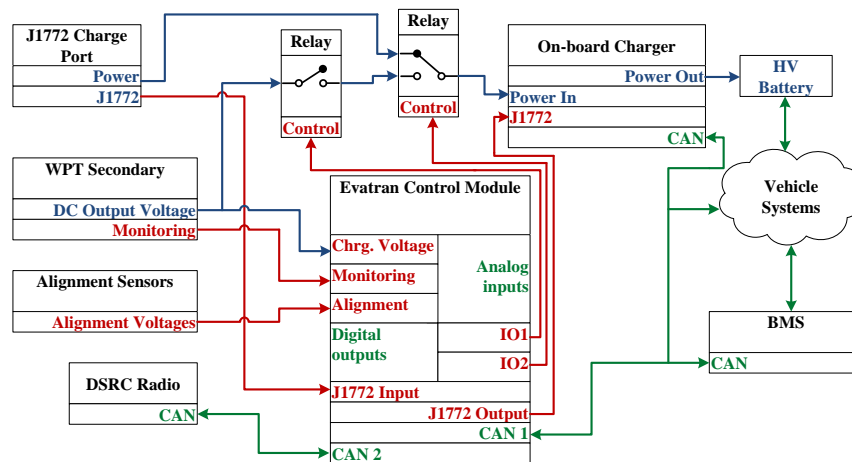 J1772 Charge
Port
Power
J1772
Relay
Control
Relay
Control
On-board Charger
Power Out
Power In
J1772
CAN
HV
Battery
WPT Secondary
DC Output Voltage
Monitoring
Evatran Control Module
Chrg. Voltage
Monitoring
Alignment
Analog
inputs
Digital
outputs
IO1
IO2
J1772 Input
J1772 Output
CAN 1
CAN 2
Vehicle
Systems
Alignment Sensors
Alignment Voltages
BMS
CAN
DSRC Radio
CAN